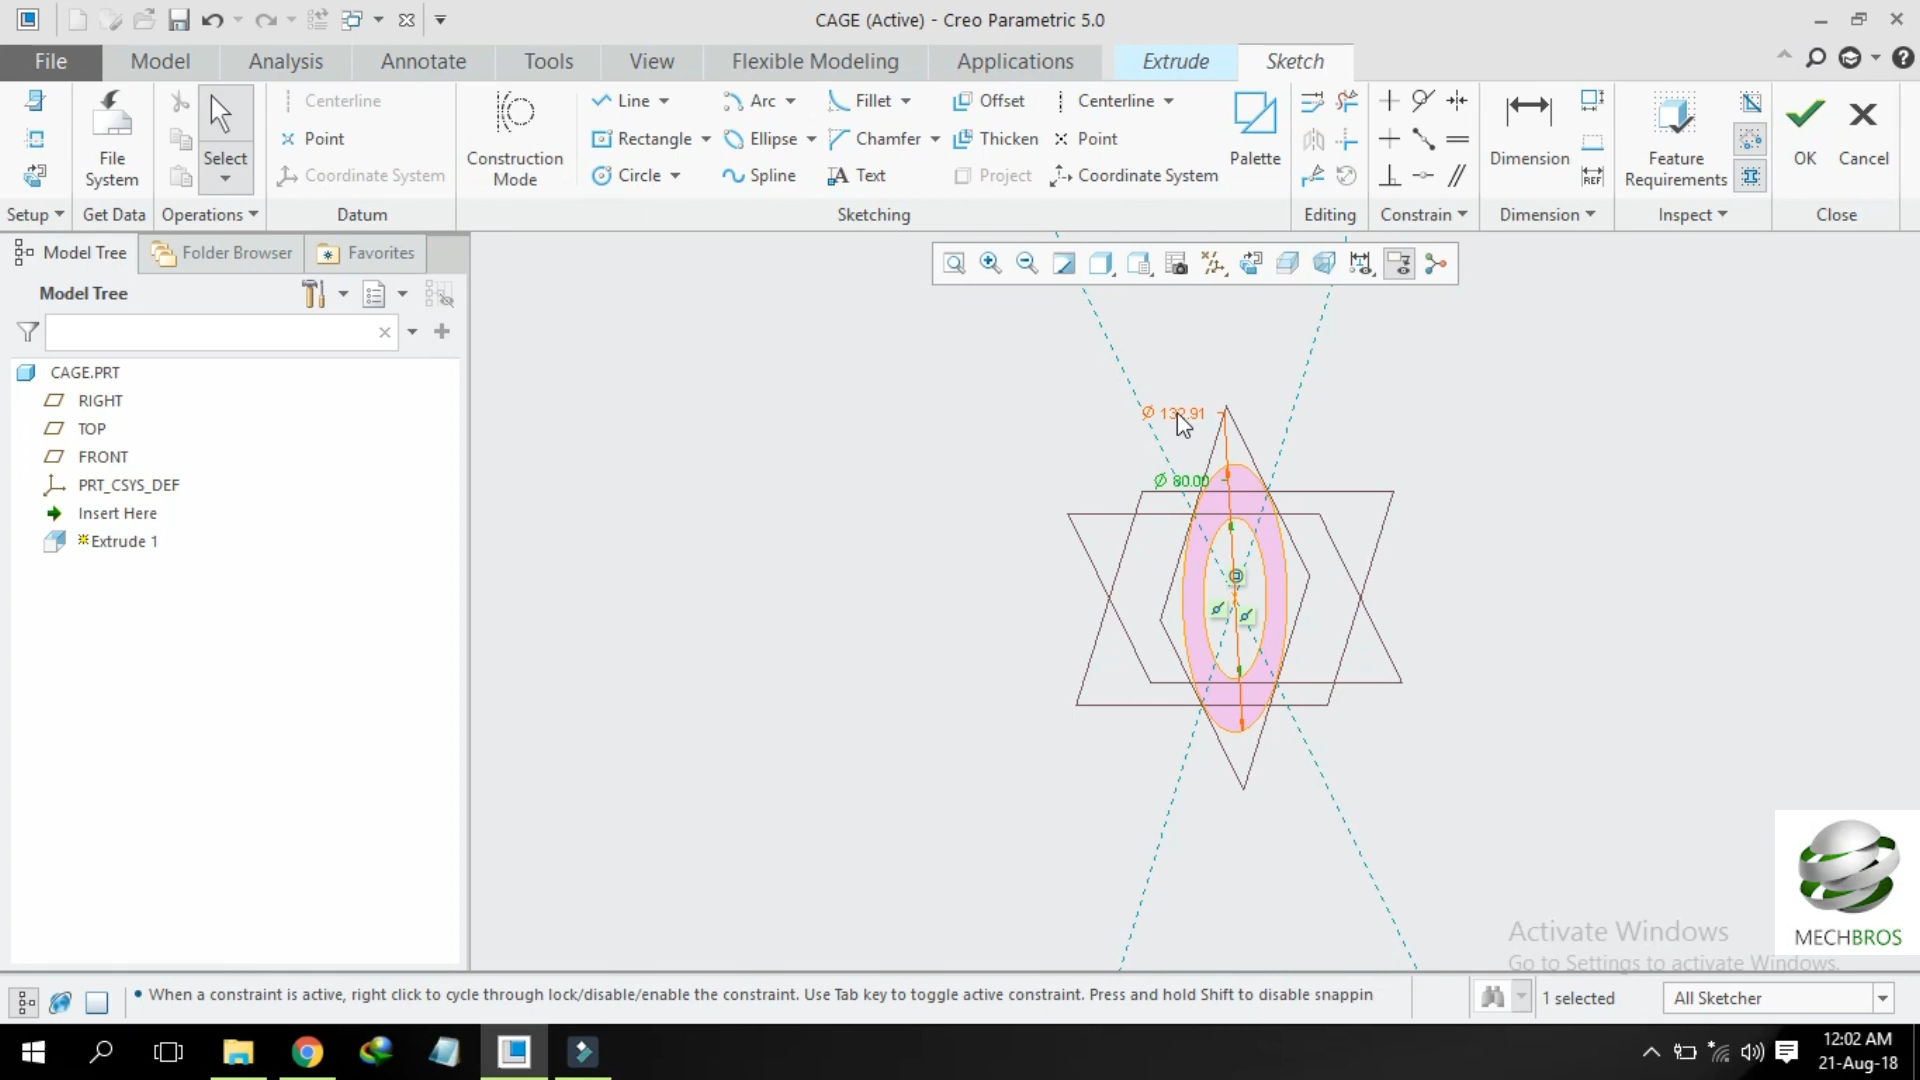 CAGE (Active) - Creo Parametric 5.0
File Model Analysis Annotate Tools View Flexible Modeling Applications Extrude Sketch
Centerline
Point
Coordinate System
File System
Select
Construction Mode
Line Arc Fillet Offset Centerline
Rectangle Ellipse Chamfer Thicken Point
Circle Spline Text Project Coordinate System
Palette
Dimension
REF
Feature Requirements
OK Cancel
Setup Get Data Operations Datum Sketching Editing Constrain Dimension Inspect Close
Model Tree Folder Browser Favorites
Model Tree
CAGE.PRT
RIGHT
TOP
FRONT
PRT_CSYS_DEF
Insert Here
Extrude 1
Ø 132.91
Ø 80.00
MECHBROS
Activate Windows
Go to Settings to activate Windows.
When a constraint is active, right click to cycle through lock/disable/enable the constraint. Use Tab key to toggle active constraint. Press and hold Shift to disable snappin
1 selected
All Sketcher
12:02 AM
21-Aug-18